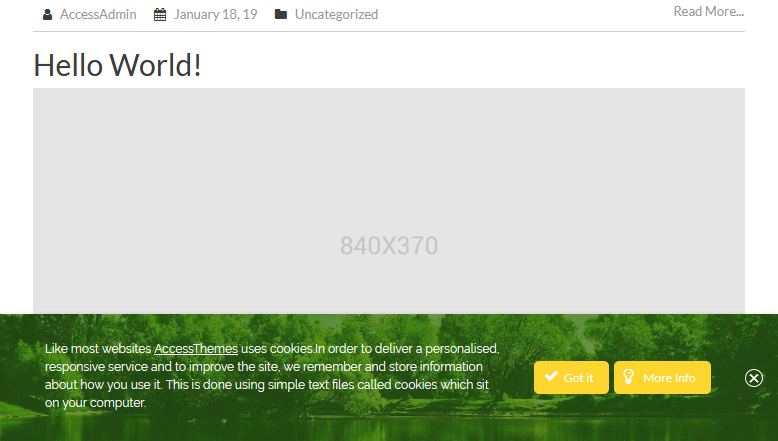 AccessAdmin January 18, 19 Uncategorized Read More...
Hello World!
840X370
Like most websites AccessThemes uses cookies.In order to deliver a personalised,
responsive service and to improve the site, we remember and store information
about how you use it. This is done using simple text files called cookies which sit
on your computer.
Got it More Info